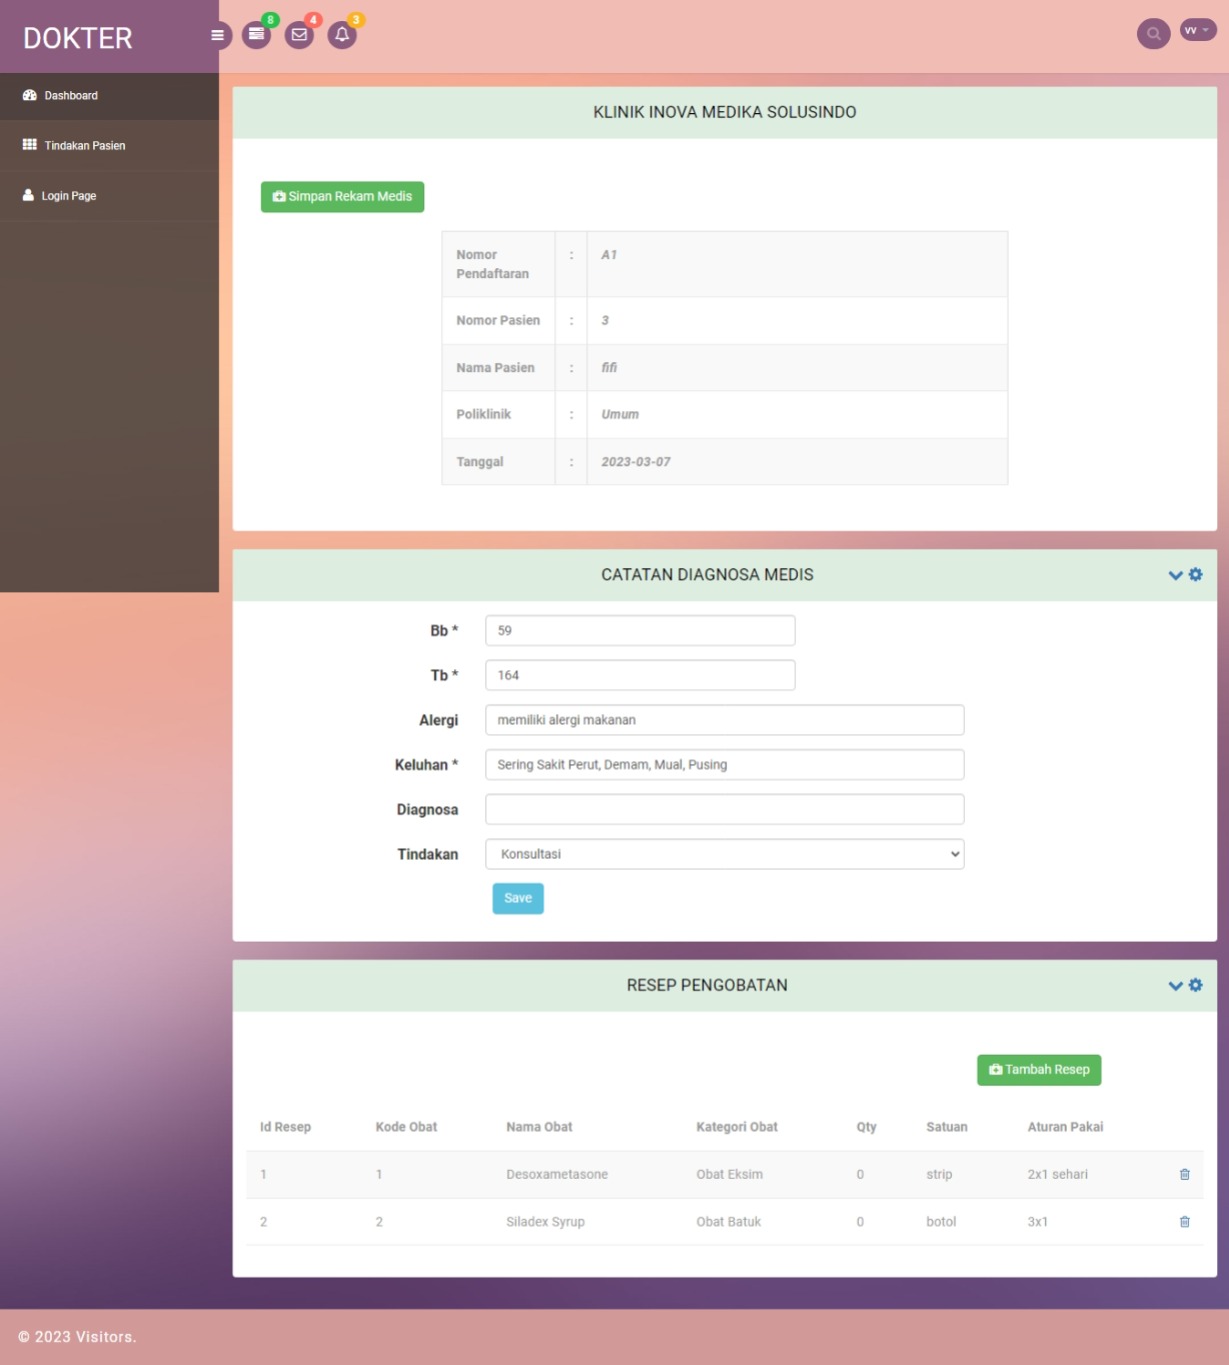 DOKTER
8
4
3
vv
Dashboard
Tindakan Pasien
Login Page
KLINIK INOVA MEDIKA SOLUSINDO
Simpan Rekam Medis
Nomor Pendaftaran : A1
Nomor Pasien : 3
Nama Pasien : fifi
Poliklinik : Umum
Tanggal : 2023-03-07
CATATAN DIAGNOSA MEDIS
Bb * 59
Tb * 164
Alergi memiliki alergi makanan
Keluhan * Sering Sakit Perut, Demam, Mual, Pusing
Diagnosa
Tindakan Konsultasi
Save
RESEP PENGOBATAN
Tambah Resep
Id Resep Kode Obat Nama Obat Kategori Obat Qty Satuan Aturan Pakai
1 1 Desoxametasone Obat Eksim 0 strip 2x1 sehari
2 2 Siladex Syrup Obat Batuk 0 botol 3x1
© 2023 Visitors.